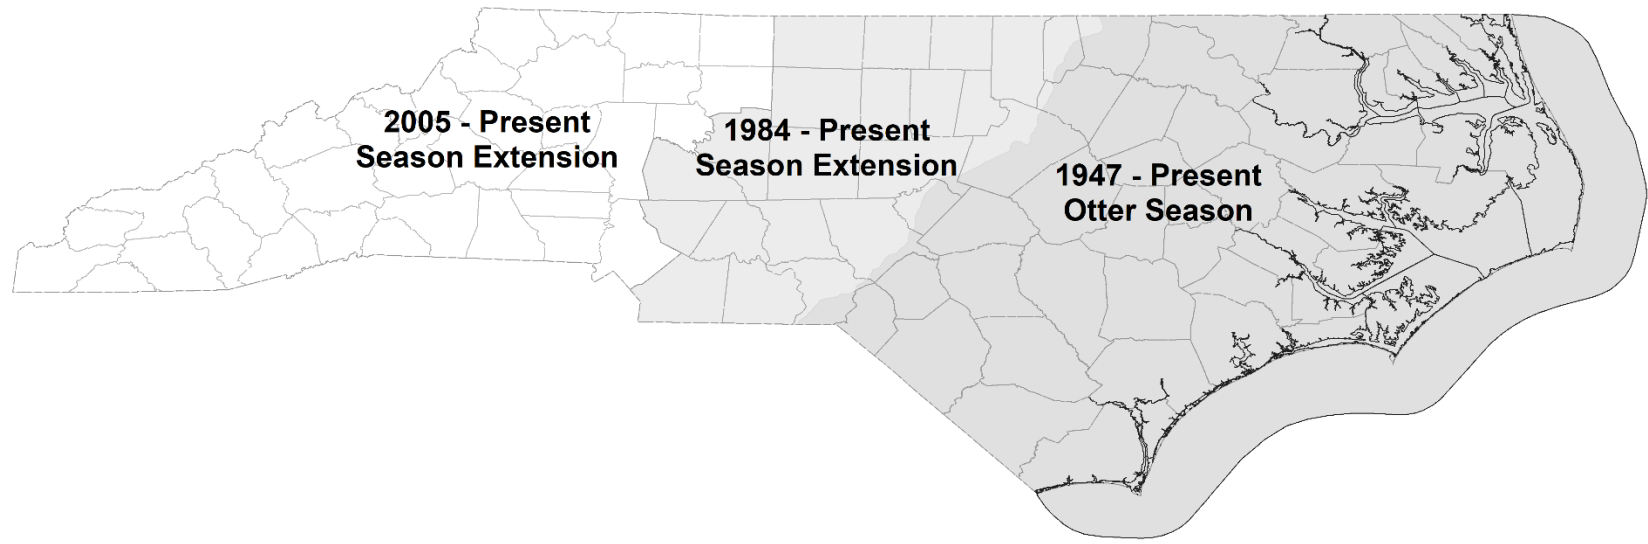 2005 - Present
Season Extension
1984 - Present
Season Extension
1947 - Present
Otter Season